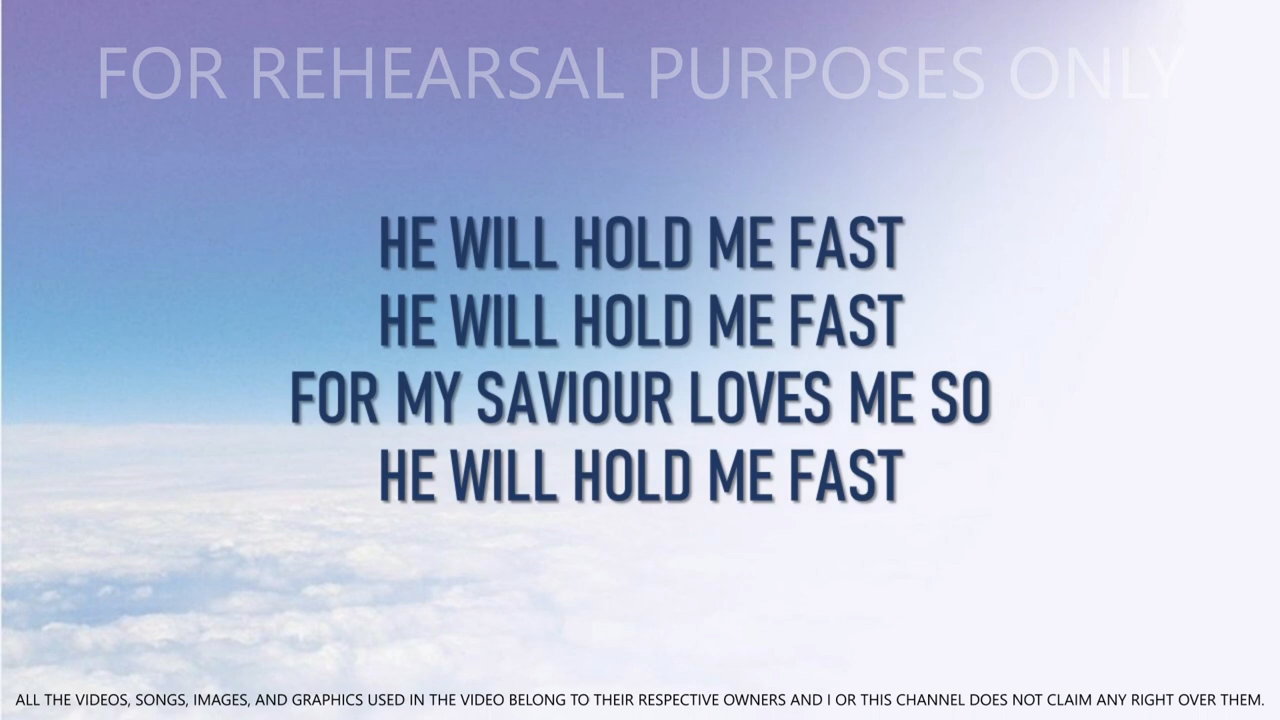 FOR REHEARSAL PURPOSES ONLY
HE WILL HOLD ME FAST
HE WILL HOLD ME FAST
FOR MY SAVIOUR LOVES ME SO
HE WILL HOLD ME FAST
ALL THE VIDEOS, SONGS, IMAGES, AND GRAPHICS USED IN THE VIDEO BELONG TO THEIR RESPECTIVE OWNERS AND I OR THIS CHANNEL DOES NOT CLAIM ANY RIGHT OVER THEM.